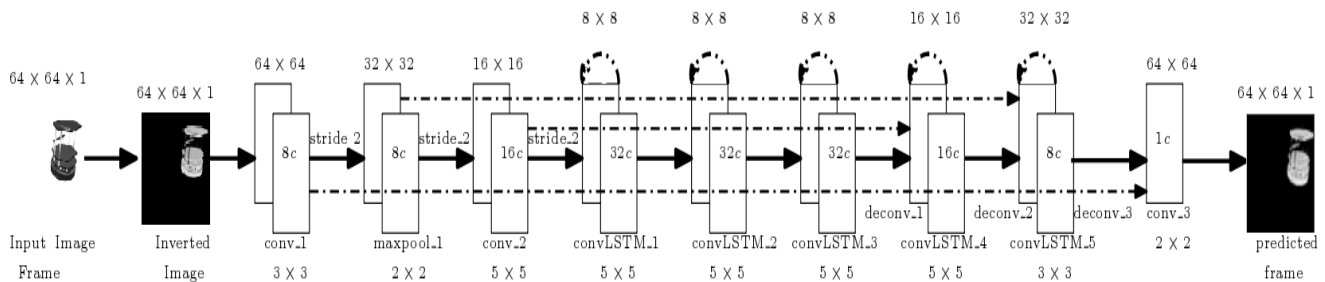 8 × 8 8 × 8 8 × 8 16 × 16 32 × 32
64 × 64 × 1 64 × 64 32 × 32 16 × 16 64 × 64
64 × 64 × 1 64 × 64 × 1
stride_2 stride_2 stride_2
8c 8c 16c 32c 32c 32c 16c 8c 1c
deconv_1 deconv_2 deconv_3 conv_3
Input Image Inverted conv_1 maxpool_1 conv_2 convLSTM_1 convLSTM_2 convLSTM_3 convLSTM_4 convLSTM_5 2 × 2 predicted
Frame Image 3 × 3 2 × 2 5 × 5 5 × 5 5 × 5 5 × 5 5 × 5 3 × 3 frame